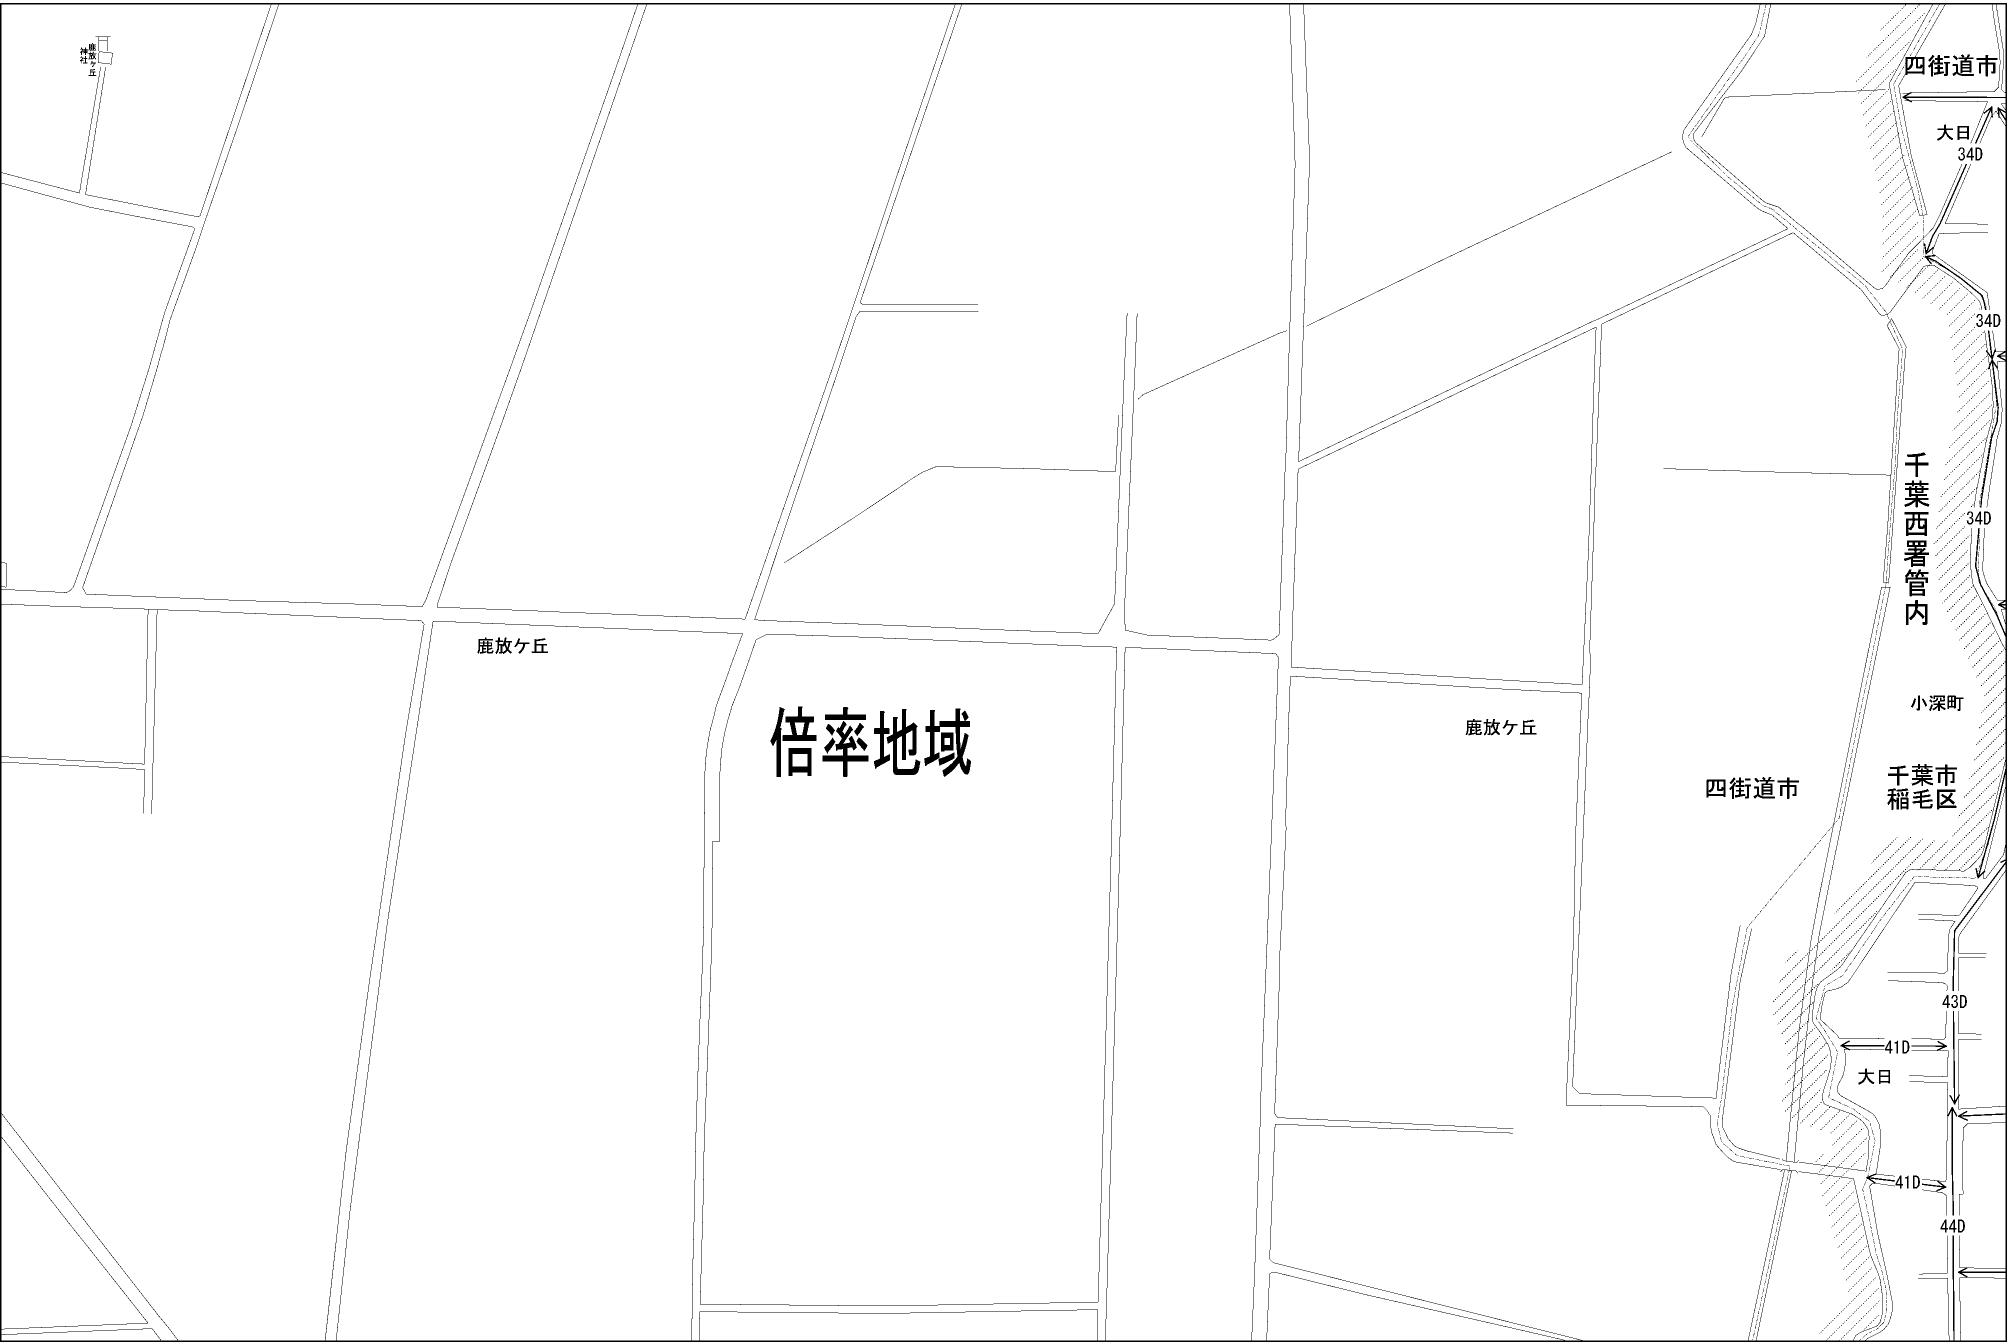 鹿放ケ丘
神社
四街道市
大日
34D
34D
34D
千葉西署管内
鹿放ケ丘
倍率地域
鹿放ケ丘
小深町
四街道市
千葉市
稲毛区
43D
41D
大日
41D
44D